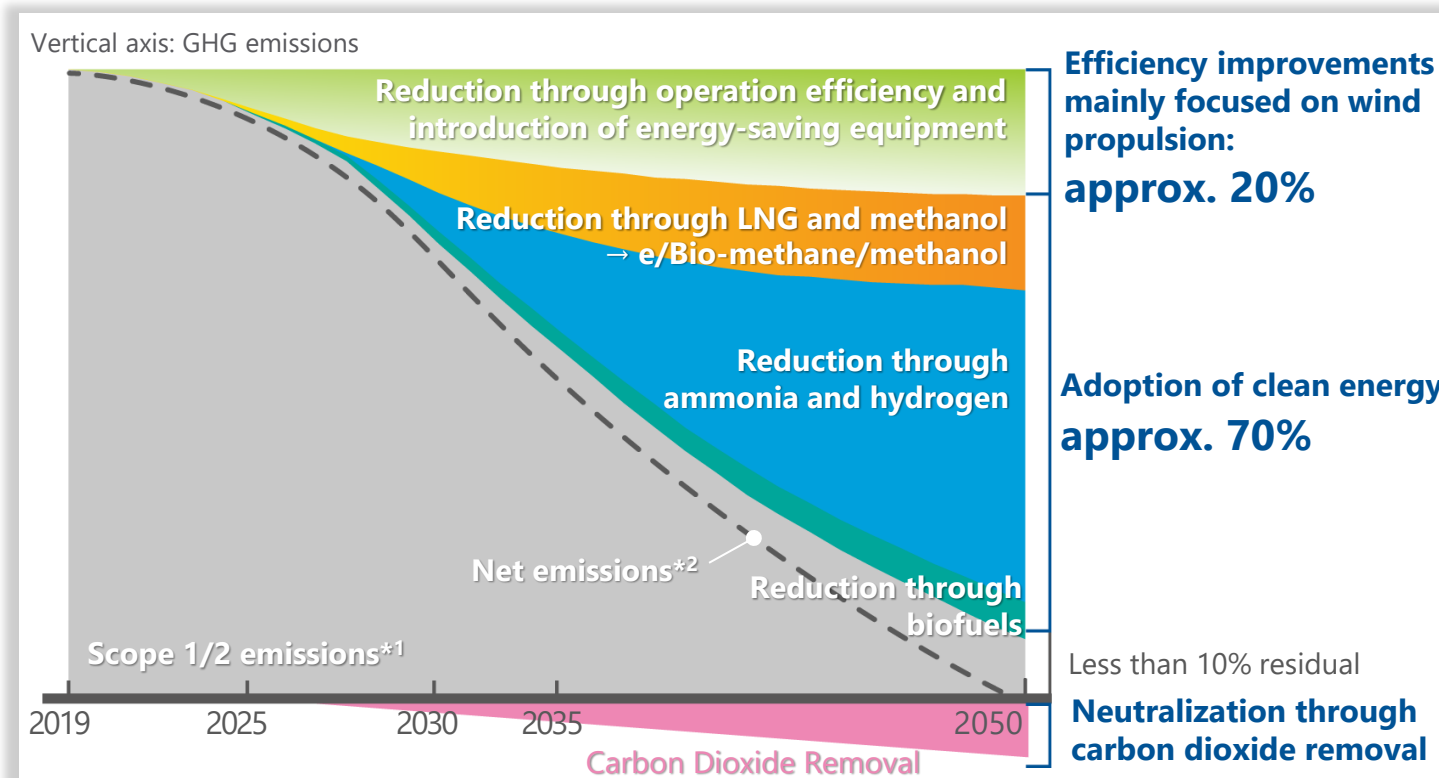 Vertical axis: GHG emissions
Reduction through operation efficiency and
introduction of energy-saving equipment
Reduction through LNG and methanol
→ e/Bio-methane/methanol
Reduction through
ammonia and hydrogen
Net emissions*2
Reduction through
biofuels
Scope 1/2 emissions*1
2019 2025 2030 2035 2050
Carbon Dioxide Removal
Efficiency improvements
mainly focused on wind
propulsion:
approx. 20%
Adoption of clean energy
approx. 70%
Less than 10% residual
Neutralization through
carbon dioxide removal